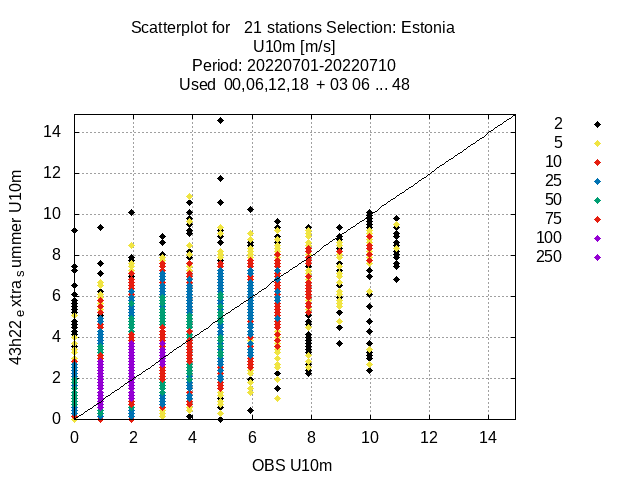 Scatterplot for 21 stations Selection: Estonia
U10m [m/s]
Period: 20220701-20220710
Used 00,06,12,18 + 03 06 ... 48
43h22_extra_summer U10m
14
12
10
8
6
4
2
0
0 2 4 6 8 10 12 14
OBS U10m
2
5
10
25
50
75
100
250